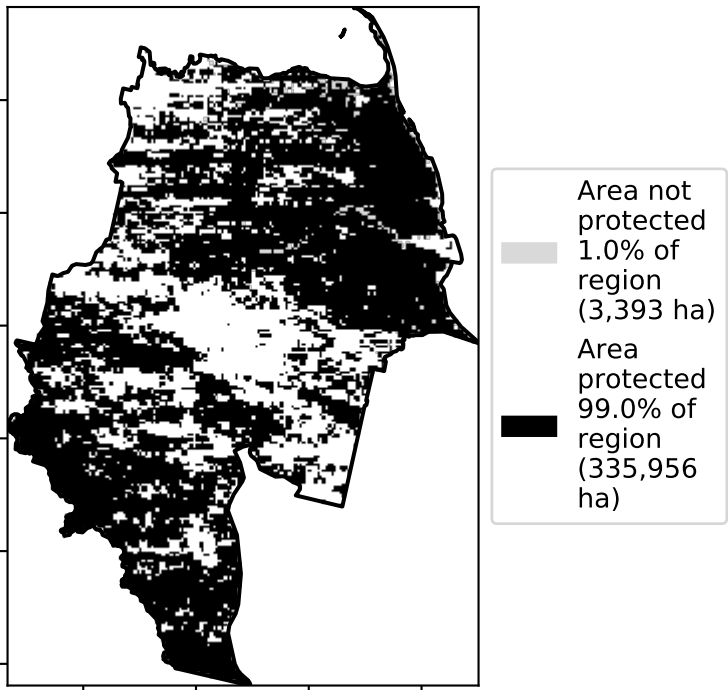 Area not
protected
1.0% of
region
(3,393 ha)
Area
protected
99.0% of
region
(335,956
ha)